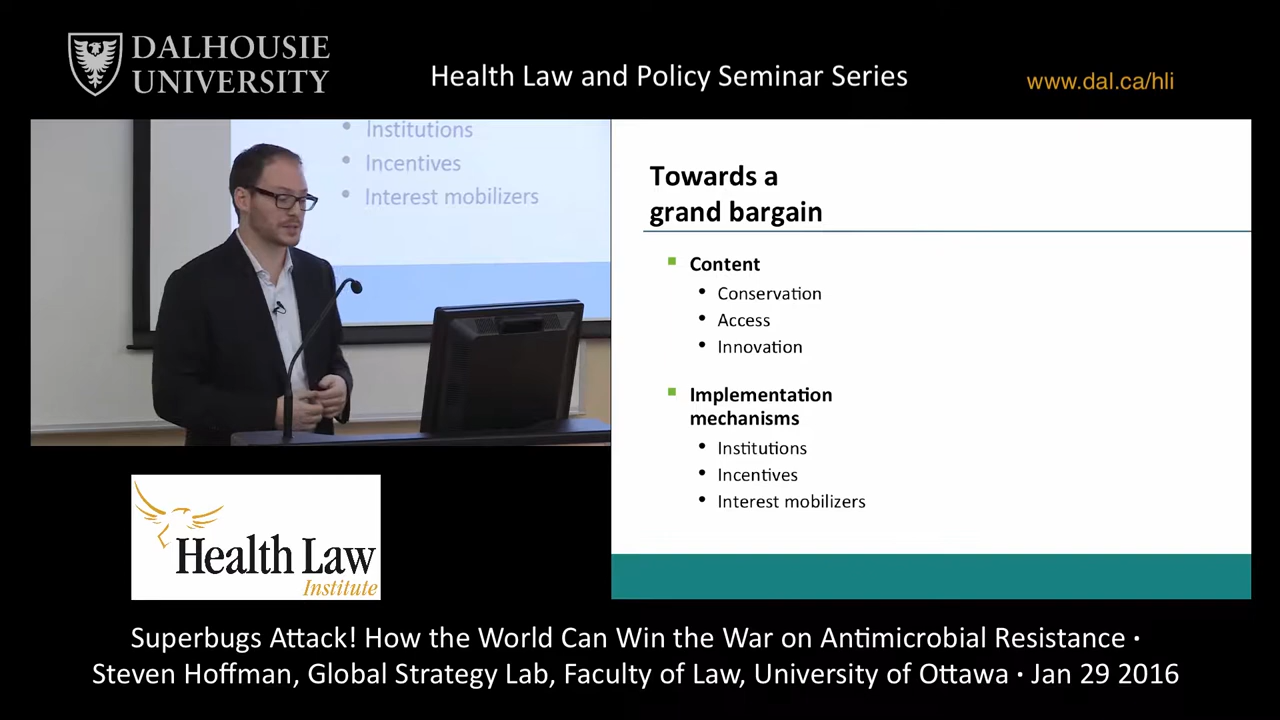 DALHOUSIE
UNIVERSITY
Health Law and Policy Seminar Series
www.dal.ca/hli
• Institutions
• Incentives
• Interest mobilizers
Towards a
grand bargain
Content
• Conservation
• Access
• Innovation
Implementation
mechanisms
• Institutions
• Incentives
• Interest mobilizers
Health Law
Institute
Superbugs Attack! How the World Can Win the War on Antimicrobial Resistance •
Steven Hoffman, Global Strategy Lab, Faculty of Law, University of Ottawa • Jan 29 2016